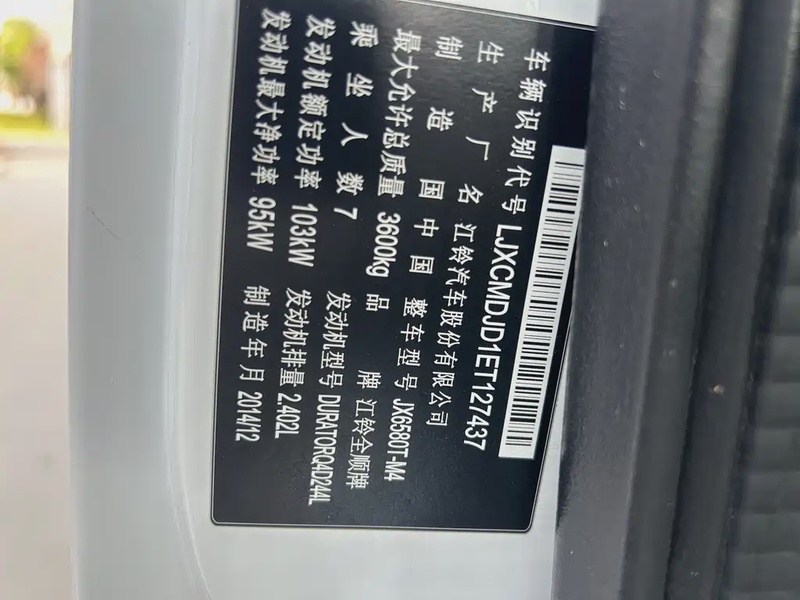 车辆识别代号 LJXCMDJD1ET127437
生产厂名 江铃汽车股份有限公司
制造国 中国 整车型号 JX6580T-M4
最大允许总质量 3600kg 品牌 江铃全顺牌
乘坐人数 7 发动机型号 DURATORQ4D244L
发动机额定功率 103kW 发动机排量 2.402L
发动机最大净功率 95kW 制造年月 2014/12